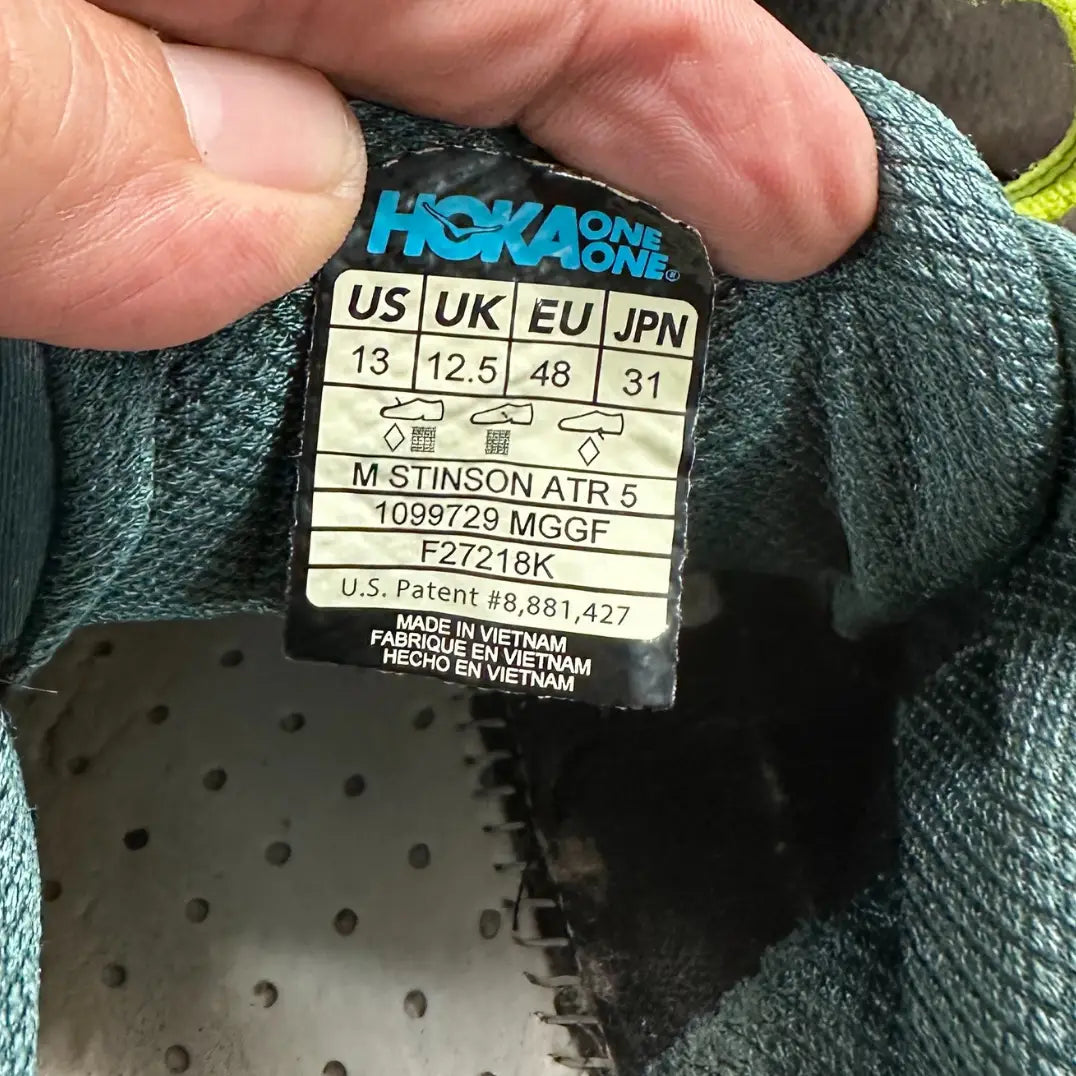 HOKA ONE ONE®
US UK EU JPN
13 12.5 48 31
M STINSON ATR 5
1099729 MGGF
F27218K
U.S. Patent #8,881,427
MADE IN VIETNAM
FABRIQUE EN VIETNAM
HECHO EN VIETNAM